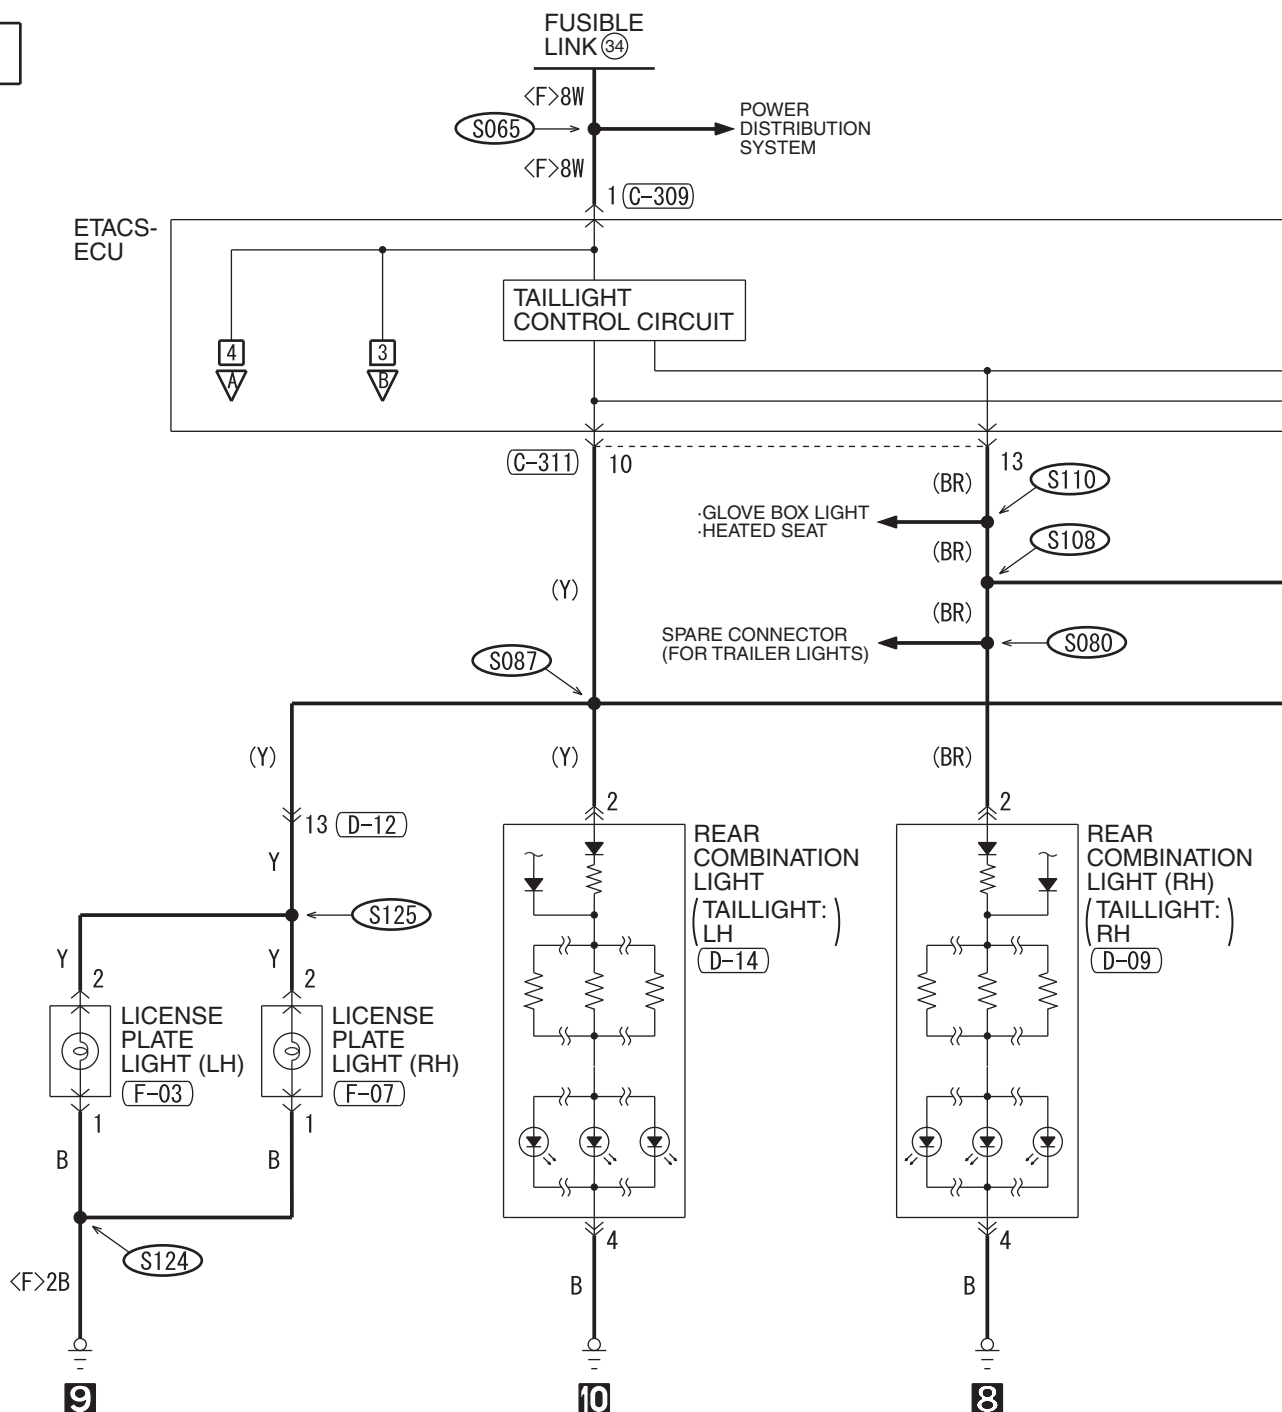 FUSIBLE
LINK 34
<F>8W
S065
POWER
DISTRIBUTION
SYSTEM
<F>8W
1 C-309
ETACS-
ECU
TAILLIGHT
CONTROL CIRCUIT
4
3
A
B
C-311 10
13
(BR)
S110
·GLOVE BOX LIGHT
·HEATED SEAT
(BR)
S108
(Y)
(BR)
SPARE CONNECTOR
(FOR TRAILER LIGHTS)
S080
S087
(Y)
(Y)
(BR)
2
2
13 D-12
REAR
COMBINATION
LIGHT
(TAILLIGHT:
LH)
D-14
REAR
COMBINATION
LIGHT (RH)
(TAILLIGHT:
RH)
D-09
Y
S125
Y
Y
2
2
LICENSE
PLATE
LIGHT (LH)
F-03
LICENSE
PLATE
LIGHT (RH)
F-07
1
1
B
B
S124
4
4
<F>2B
B
B
9
10
8